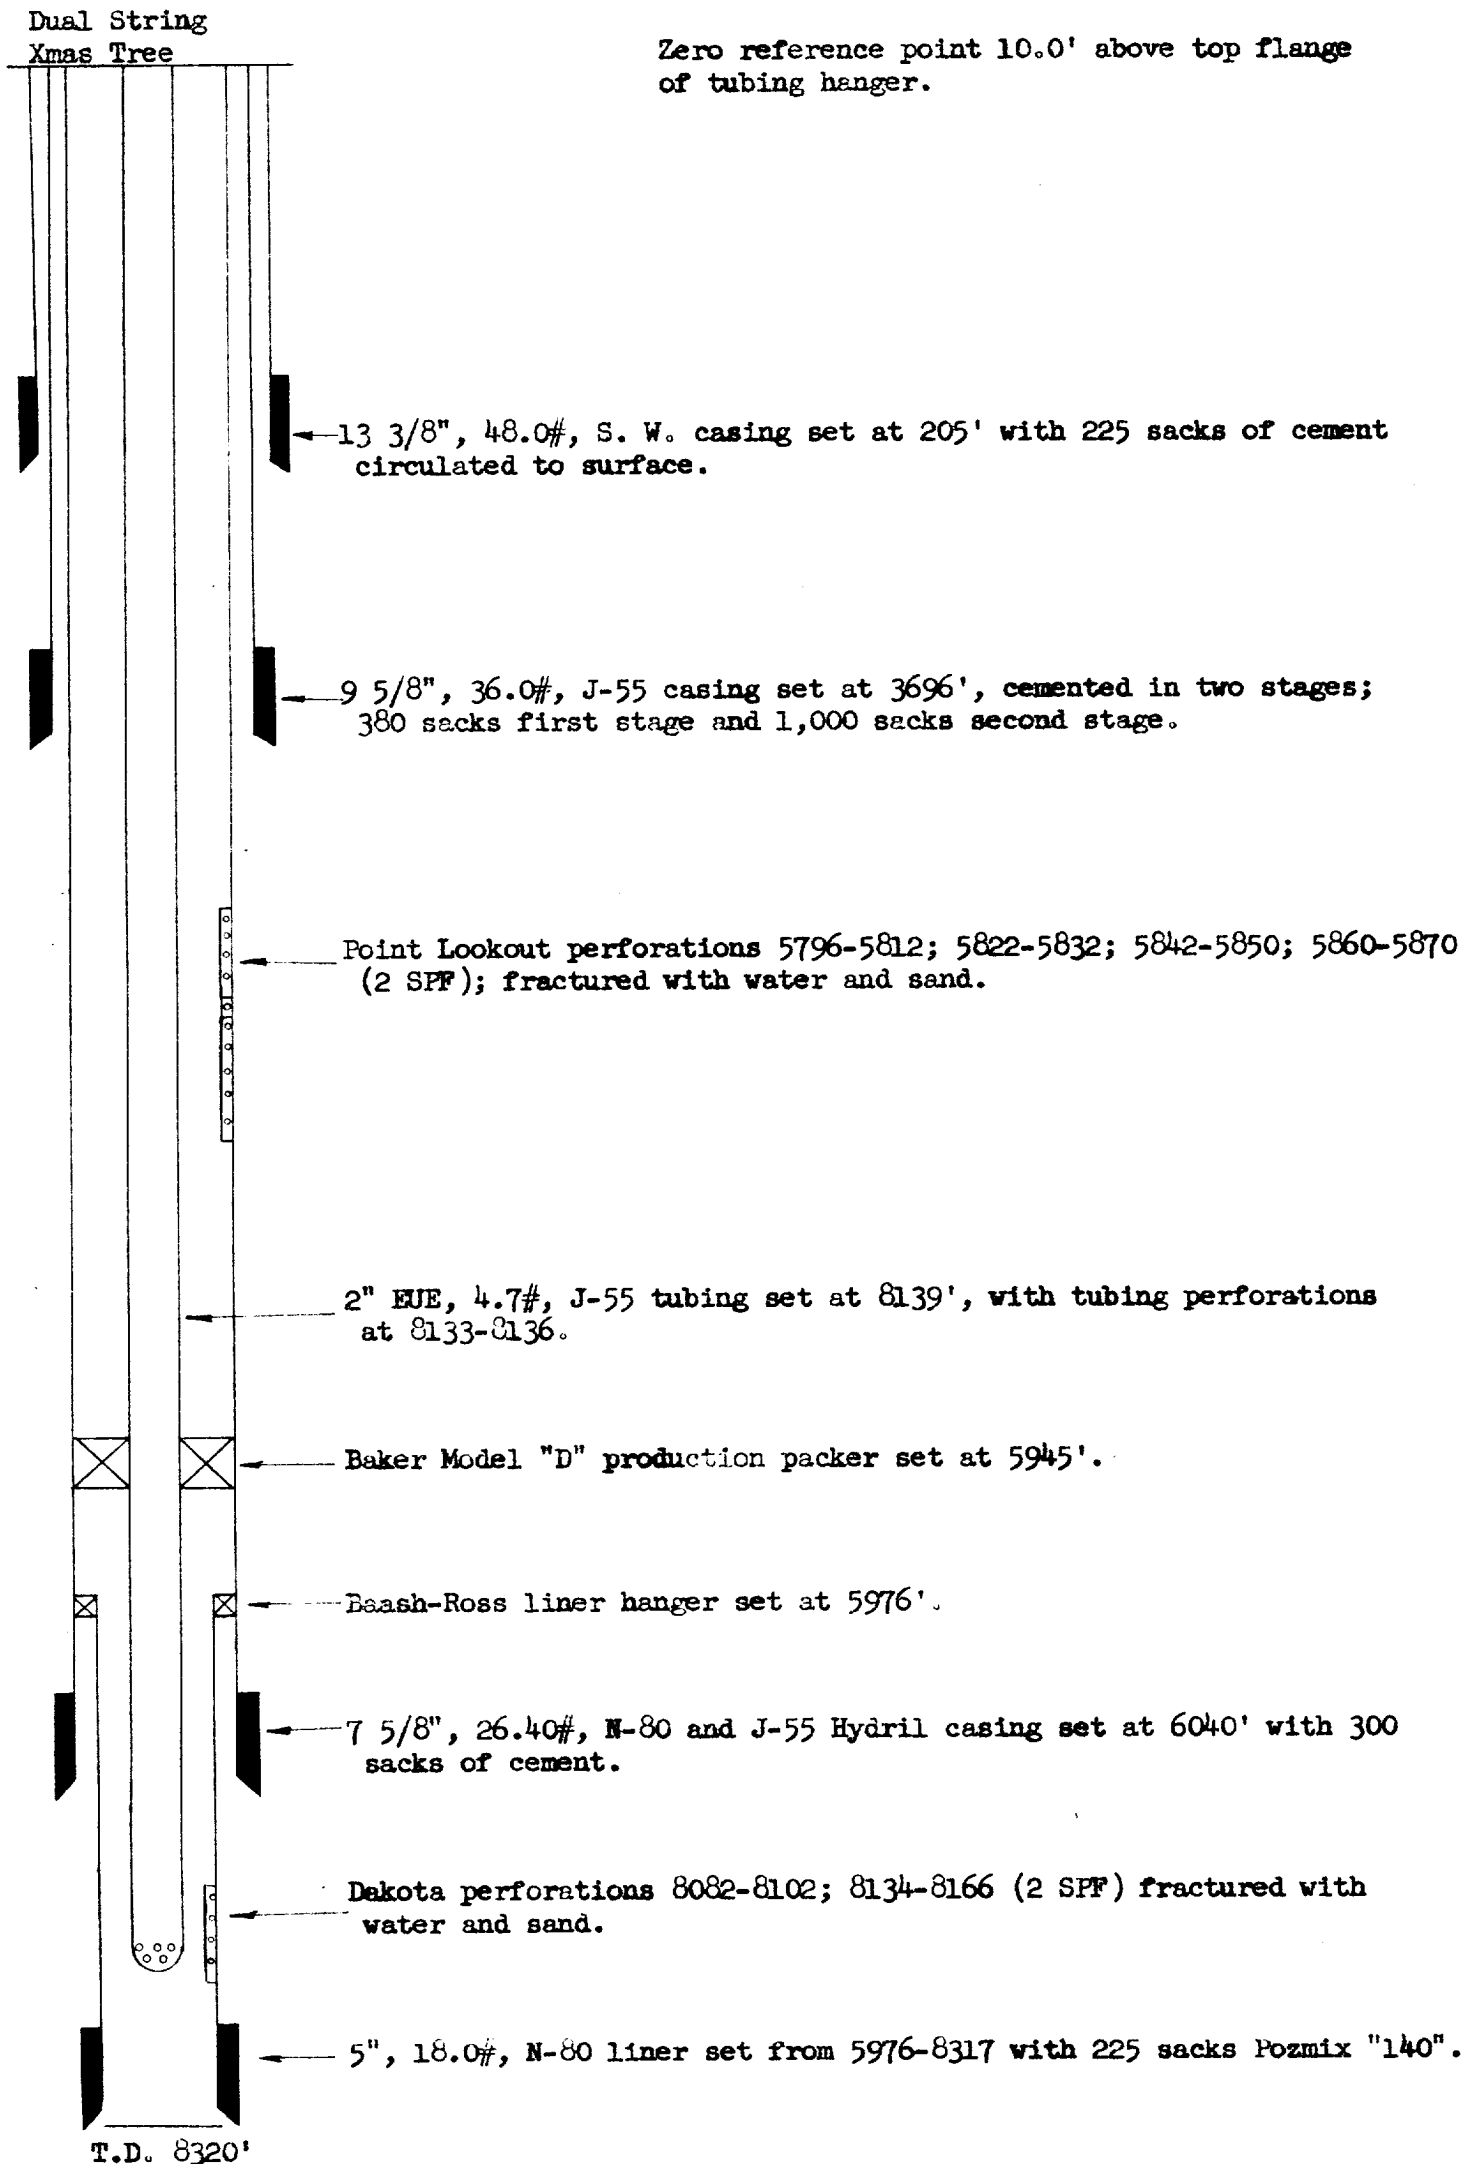 Dual String
Xmas Tree
Zero reference point 10.0' above top flange
of tubing hanger.
13 3/8", 48.0#, S. W. casing set at 205' with 225 sacks of cement
circulated to surface.
9 5/8", 36.0#, J-55 casing set at 3696', cemented in two stages;
380 sacks first stage and 1,000 sacks second stage.
Point Lookout perforations 5796-5812; 5822-5832; 5842-5850; 5860-5870
(2 SPF); fractured with water and sand.
2" EUE, 4.7#, J-55 tubing set at 8139', with tubing perforations
at 8133-8136.
Baker Model "D" production packer set at 5945'.
Baash-Ross liner hanger set at 5976'.
7 5/8", 26.40#, N-80 and J-55 Hydril casing set at 6040' with 300
sacks of cement.
Dakota perforations 8082-8102; 8134-8166 (2 SPF) fractured with
water and sand.
5", 18.0#, N-80 liner set from 5976-8317 with 225 sacks Pozmix "140".
T.D. 8320'